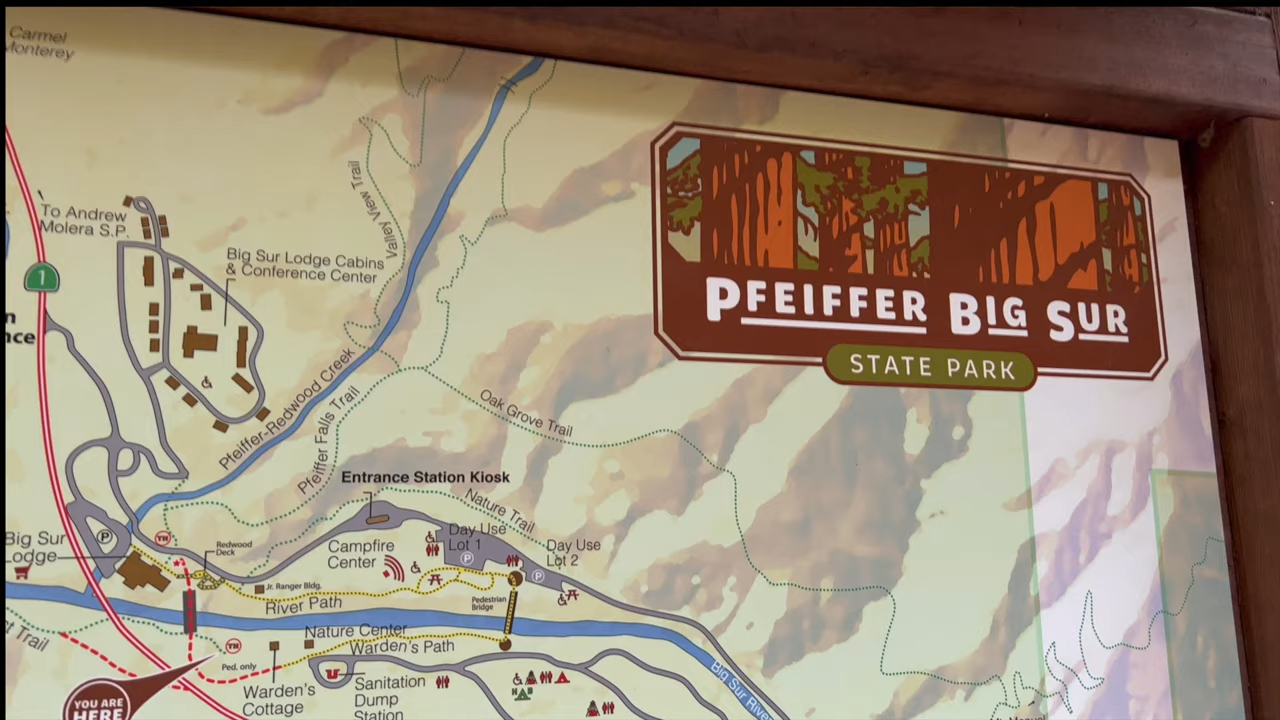 Carmel
Monterey
To Andrew
Molera S.P.
1
Big Sur Lodge Cabins
& Conference Center
Valley View Trail
PFEIFFER BIG SUR
STATE PARK
Pfeiffer-Redwood Creek
Pfeiffer Falls Trail
Oak Grove Trail
Entrance Station Kiosk
Nature Trail
Big Sur
Lodge
P
TH
Redwood
Deck
Campfire
Center
Day Use
Lot 1
P
Day Use
Lot 2
P
Jr. Ranger Bldg.
River Path
Pedestrian
Bridge
Nature Center
Warden's Path
TH
Ped. only
Trail
Warden's
Cottage
Sanitation
Dump
Station
Big Sur River
YOU ARE
HERE